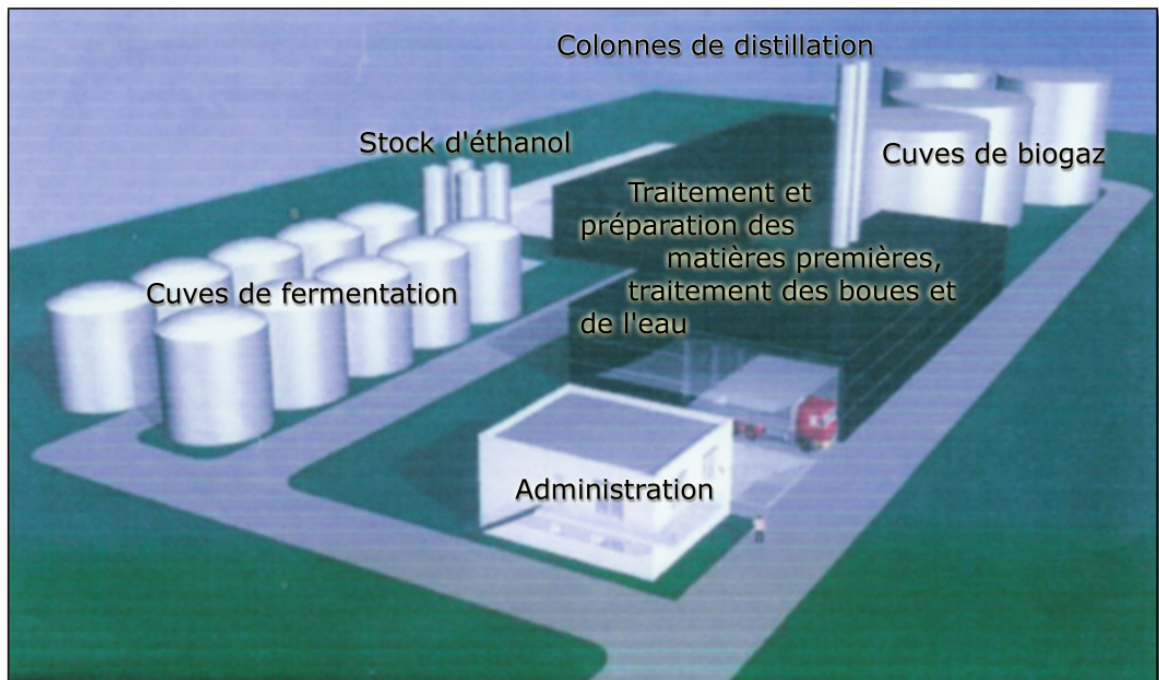 Colonnes de distillation
Stock d'éthanol
Cuves de biogaz
Traitement et
préparation des
matières premières,
traitement des boues et
de l'eau
Cuves de fermentation
Administration